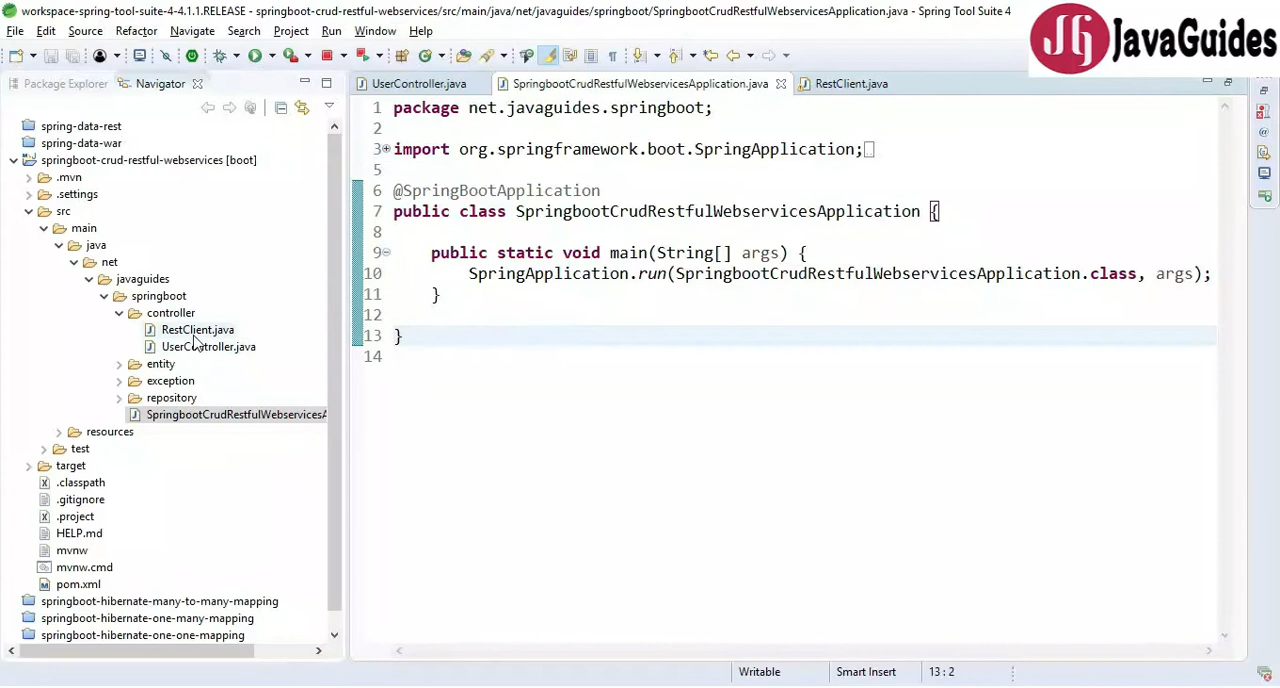 workspace-spring-tool-suite-4-4.1.1.RELEASE - springboot-crud-restful-webservices/src/main/java/net/javaguides/springboot/SpringbootCrudRestfulWebservicesApplication.java - Spring Tool Suite 4
JavaGuides
File Edit Source Refactor Navigate Search Project Run Window Help
Package Explorer Navigator
UserController.java SpringbootCrudRestfulWebservicesApplication.java RestClient.java
spring-data-rest
spring-data-war
springboot-crud-restful-webservices [boot]
.mvn
.settings
src
main
java
net
javaguides
springboot
controller
RestClient.java
UserController.java
entity
exception
repository
SpringbootCrudRestfulWebservicesA
resources
test
target
.classpath
.gitignore
.project
HELP.md
mvnw
mvnw.cmd
pom.xml
springboot-hibernate-many-to-many-mapping
springboot-hibernate-one-many-mapping
springboot-hibernate-one-one-mapping
1 package net.javaguides.springboot;
2
3 import org.springframework.boot.SpringApplication;
5
6 @SpringBootApplication
7 public class SpringbootCrudRestfulWebservicesApplication {
8
9 public static void main(String[] args) {
10 SpringApplication.run(SpringbootCrudRestfulWebservicesApplication.class, args);
11 }
12
13 }
14
Writable Smart Insert 13 : 2